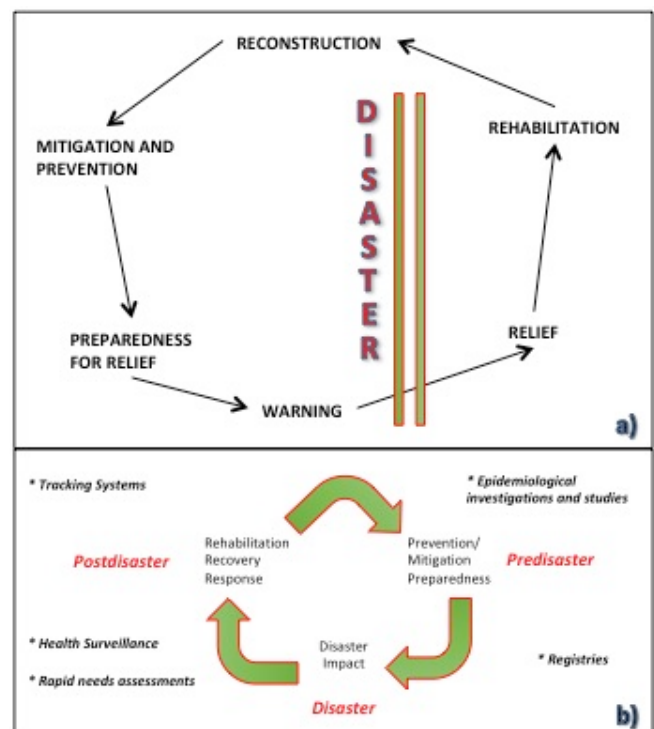 RECONSTRUCTION
MITIGATION AND
PREVENTION
DISASTER
REHABILITATION
PREPAREDNESS
FOR RELIEF
RELIEF
WARNING
a)
* Tracking Systems
* Epidemiological
investigations and studies
Postdisaster
Rehabilitation
Recovery
Response
Prevention/
Mitigation
Preparedness
Predisaster
* Health Surveillance
* Rapid needs assessments
Disaster
Impact
* Registries
Disaster
b)